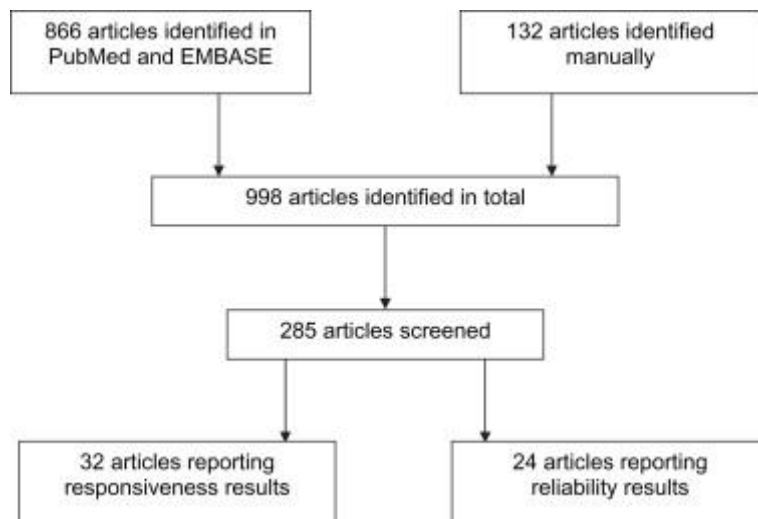 866 articles identified in
PubMed and EMBASE
132 articles identified
manually
998 articles identified in total
285 articles screened
32 articles reporting
responsiveness results
24 articles reporting
reliability results